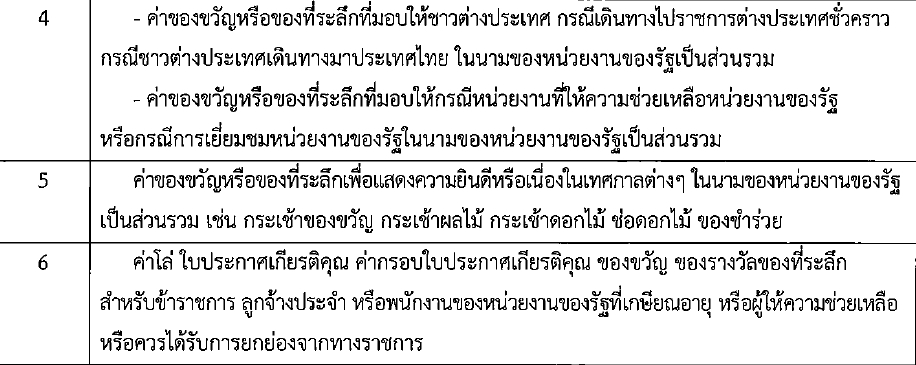 4 - ค่าของขวัญหรือของที่ระลึกที่มอบให้ชาวต่างประเทศ กรณีเดินทางไปราชการต่างประเทศชั่วคราว
กรณีชาวต่างประเทศเดินทางมาประเทศไทย ในนามของหน่วยงานของรัฐเป็นส่วนรวม
- ค่าของขวัญหรือของที่ระลึกที่มอบให้กรณีหน่วยงานที่ให้ความช่วยเหลือหน่วยงานของรัฐ
หรือกรณีการเยี่ยมชมหน่วยงานของรัฐในนามของหน่วยงานของรัฐเป็นส่วนรวม
5 ค่าของขวัญหรือของที่ระลึกเพื่อแสดงความยินดีหรือเนื่องในเทศกาลต่างๆ ในนามของหน่วยงานของรัฐ
เป็นส่วนรวม เช่น กระเช้าของขวัญ กระเช้าผลไม้ กระเช้าดอกไม้ ช่อดอกไม้ ของชำร่วย
6 ค่าโล่ ใบประกาศเกียรติคุณ ค่ากรอบใบประกาศเกียรติคุณ ของขวัญ ของรางวัลของที่ระลึก
สำหรับข้าราชการ ลูกจ้างประจำ หรือพนักงานของหน่วยงานของรัฐที่เกษียณอายุ หรือผู้ให้ความช่วยเหลือ
หรือควรได้รับการยกย่องจากทางราชการ